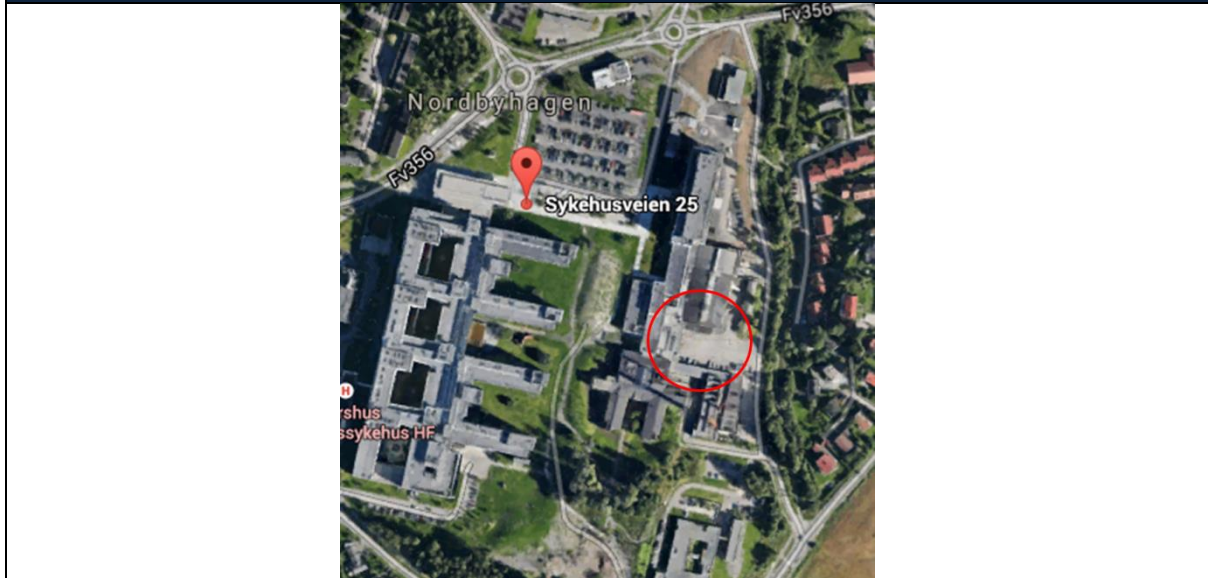 Fv356
Nordbyhagen
Fv356
Sykehusveien 25
H
rshus
ssykehus HF